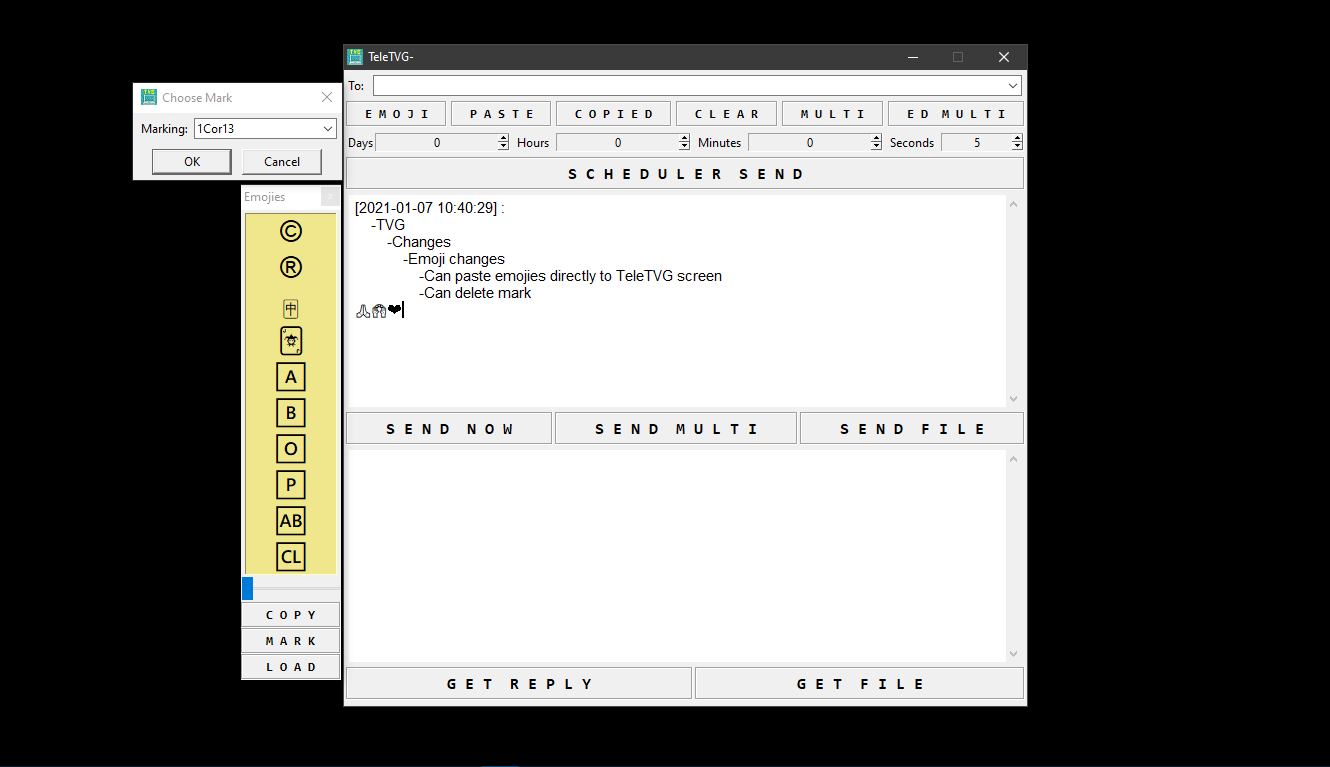 TeleTVG-
To:
EMOJI PASTE COPIED CLEAR MULTI ED MULTI
Days 0 Hours 0 Minutes 0 Seconds 5
SCHEDULER SEND
[2021-01-07 10:40:29] :
-TVG
-Changes
-Emoji changes
-Can paste emojies directly to TeleTVG screen
-Can delete mark
🙏🙌❤
SEND NOW SEND MULTI SEND FILE
GET REPLY GET FILE
Choose Mark
Marking: 1Cor13
OK Cancel
Emojies
©
®
中
A
B
O
P
AB
CL
COPY
MARK
LOAD